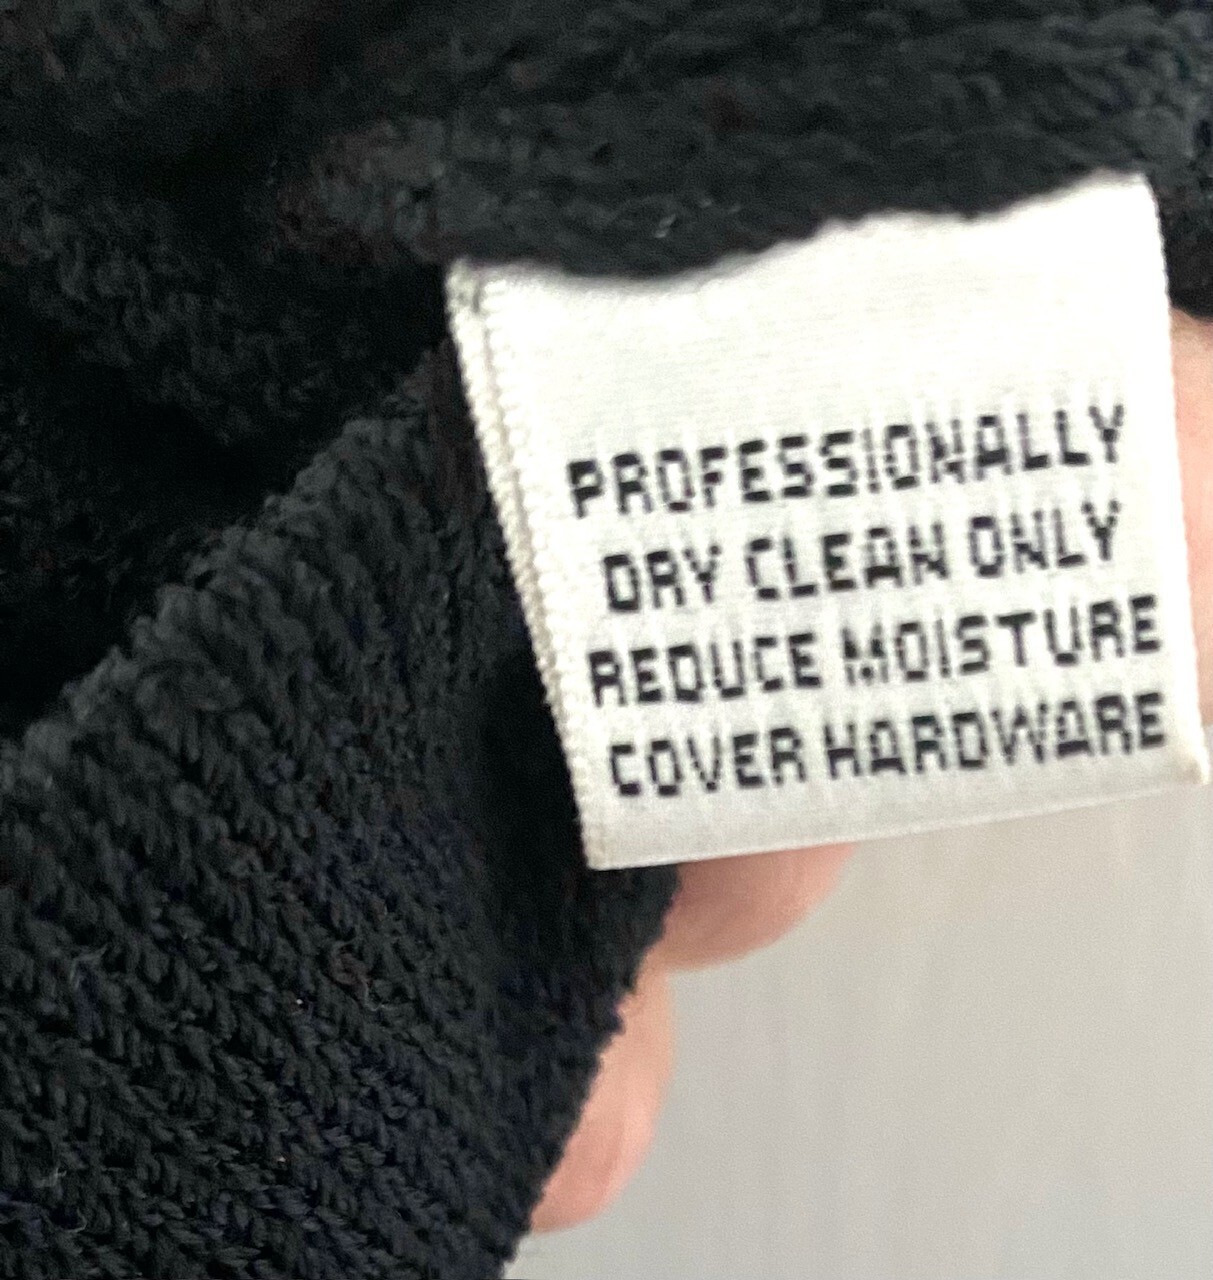 PROFESSIONALLY
DRY CLEAN ONLY
REDUCE MOISTURE
COVER HARDWARE